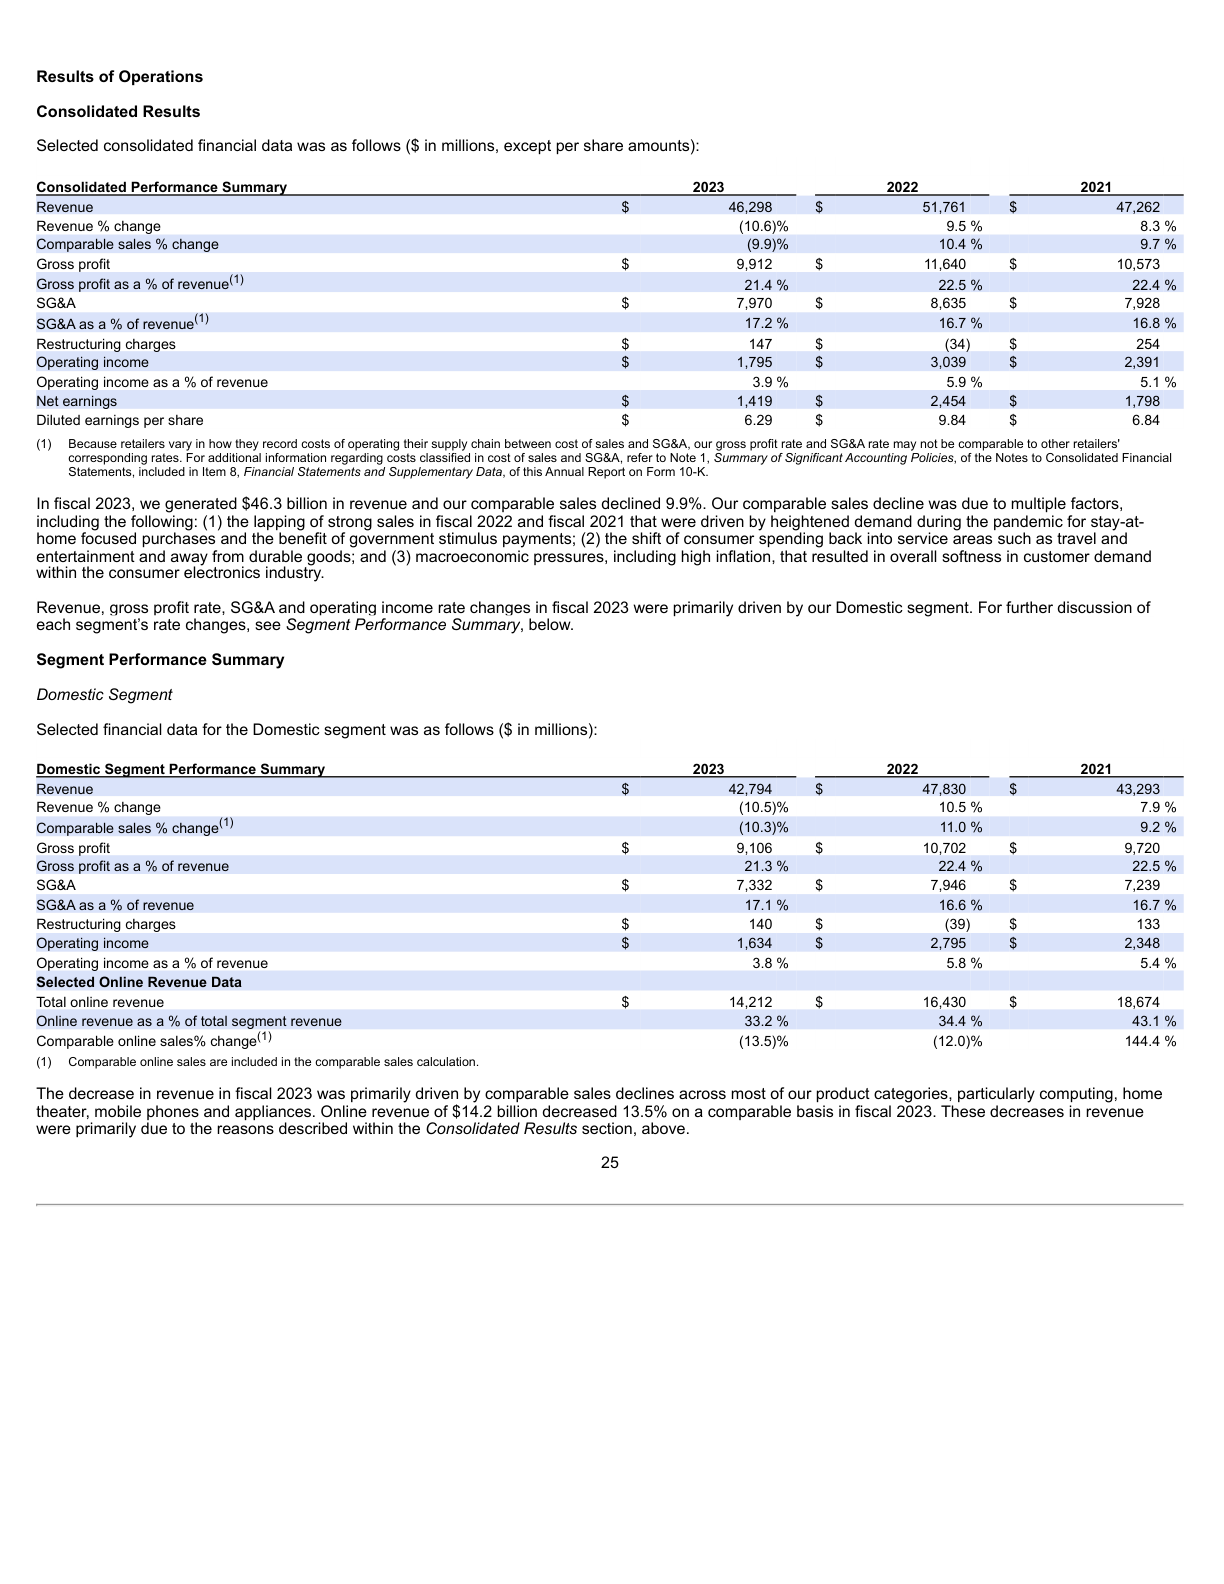 Results of Operations
Consolidated Results
Selected consolidated financial data was as follows ($ in millions, except per share amounts):
Consolidated Performance Summary 2023 2022 2021
Revenue $ 46,298 $ 51,761 $ 47,262
Revenue % change (10.6)% 9.5 % 8.3 %
Comparable sales % change (9.9)% 10.4 % 9.7 %
Gross profit $ 9,912 $ 11,640 $ 10,573
Gross profit as a % of revenue(1) 21.4 % 22.5 % 22.4 %
SG&A $ 7,970 $ 8,635 $ 7,928
SG&A as a % of revenue(1) 17.2 % 16.7 % 16.8 %
Restructuring charges $ 147 $ (34) $ 254
Operating income $ 1,795 $ 3,039 $ 2,391
Operating income as a % of revenue 3.9 % 5.9 % 5.1 %
Net earnings $ 1,419 $ 2,454 $ 1,798
Diluted earnings per share $ 6.29 $ 9.84 $ 6.84
(1) Because retailers vary in how they record costs of operating their supply chain between cost of sales and SG&A, our gross profit rate and SG&A rate may not be comparable to other retailers'
corresponding rates. For additional information regarding costs classified in cost of sales and SG&A, refer to Note 1, Summary of Significant Accounting Policies, of the Notes to Consolidated Financial
Statements, included in Item 8, Financial Statements and Supplementary Data, of this Annual Report on Form 10-K.
In fiscal 2023, we generated $46.3 billion in revenue and our comparable sales declined 9.9%. Our comparable sales decline was due to multiple factors,
including the following: (1) the lapping of strong sales in fiscal 2022 and fiscal 2021 that were driven by heightened demand during the pandemic for stay-at-
home focused purchases and the benefit of government stimulus payments; (2) the shift of consumer spending back into service areas such as travel and
entertainment and away from durable goods; and (3) macroeconomic pressures, including high inflation, that resulted in overall softness in customer demand
within the consumer electronics industry.
Revenue, gross profit rate, SG&A and operating income rate changes in fiscal 2023 were primarily driven by our Domestic segment. For further discussion of
each segment’s rate changes, see Segment Performance Summary, below.
Segment Performance Summary
Domestic Segment
Selected financial data for the Domestic segment was as follows ($ in millions):
Domestic Segment Performance Summary 2023 2022 2021
Revenue $ 42,794 $ 47,830 $ 43,293
Revenue % change (10.5)% 10.5 % 7.9 %
Comparable sales % change(1) (10.3)% 11.0 % 9.2 %
Gross profit $ 9,106 $ 10,702 $ 9,720
Gross profit as a % of revenue 21.3 % 22.4 % 22.5 %
SG&A $ 7,332 $ 7,946 $ 7,239
SG&A as a % of revenue 17.1 % 16.6 % 16.7 %
Restructuring charges $ 140 $ (39) $ 133
Operating income $ 1,634 $ 2,795 $ 2,348
Operating income as a % of revenue 3.8 % 5.8 % 5.4 %
Selected Online Revenue Data
Total online revenue $ 14,212 $ 16,430 $ 18,674
Online revenue as a % of total segment revenue 33.2 % 34.4 % 43.1 %
Comparable online sales% change(1) (13.5)% (12.0)% 144.4 %
(1) Comparable online sales are included in the comparable sales calculation.
The decrease in revenue in fiscal 2023 was primarily driven by comparable sales declines across most of our product categories, particularly computing, home
theater, mobile phones and appliances. Online revenue of $14.2 billion decreased 13.5% on a comparable basis in fiscal 2023. These decreases in revenue
were primarily due to the reasons described within the Consolidated Results section, above.
25